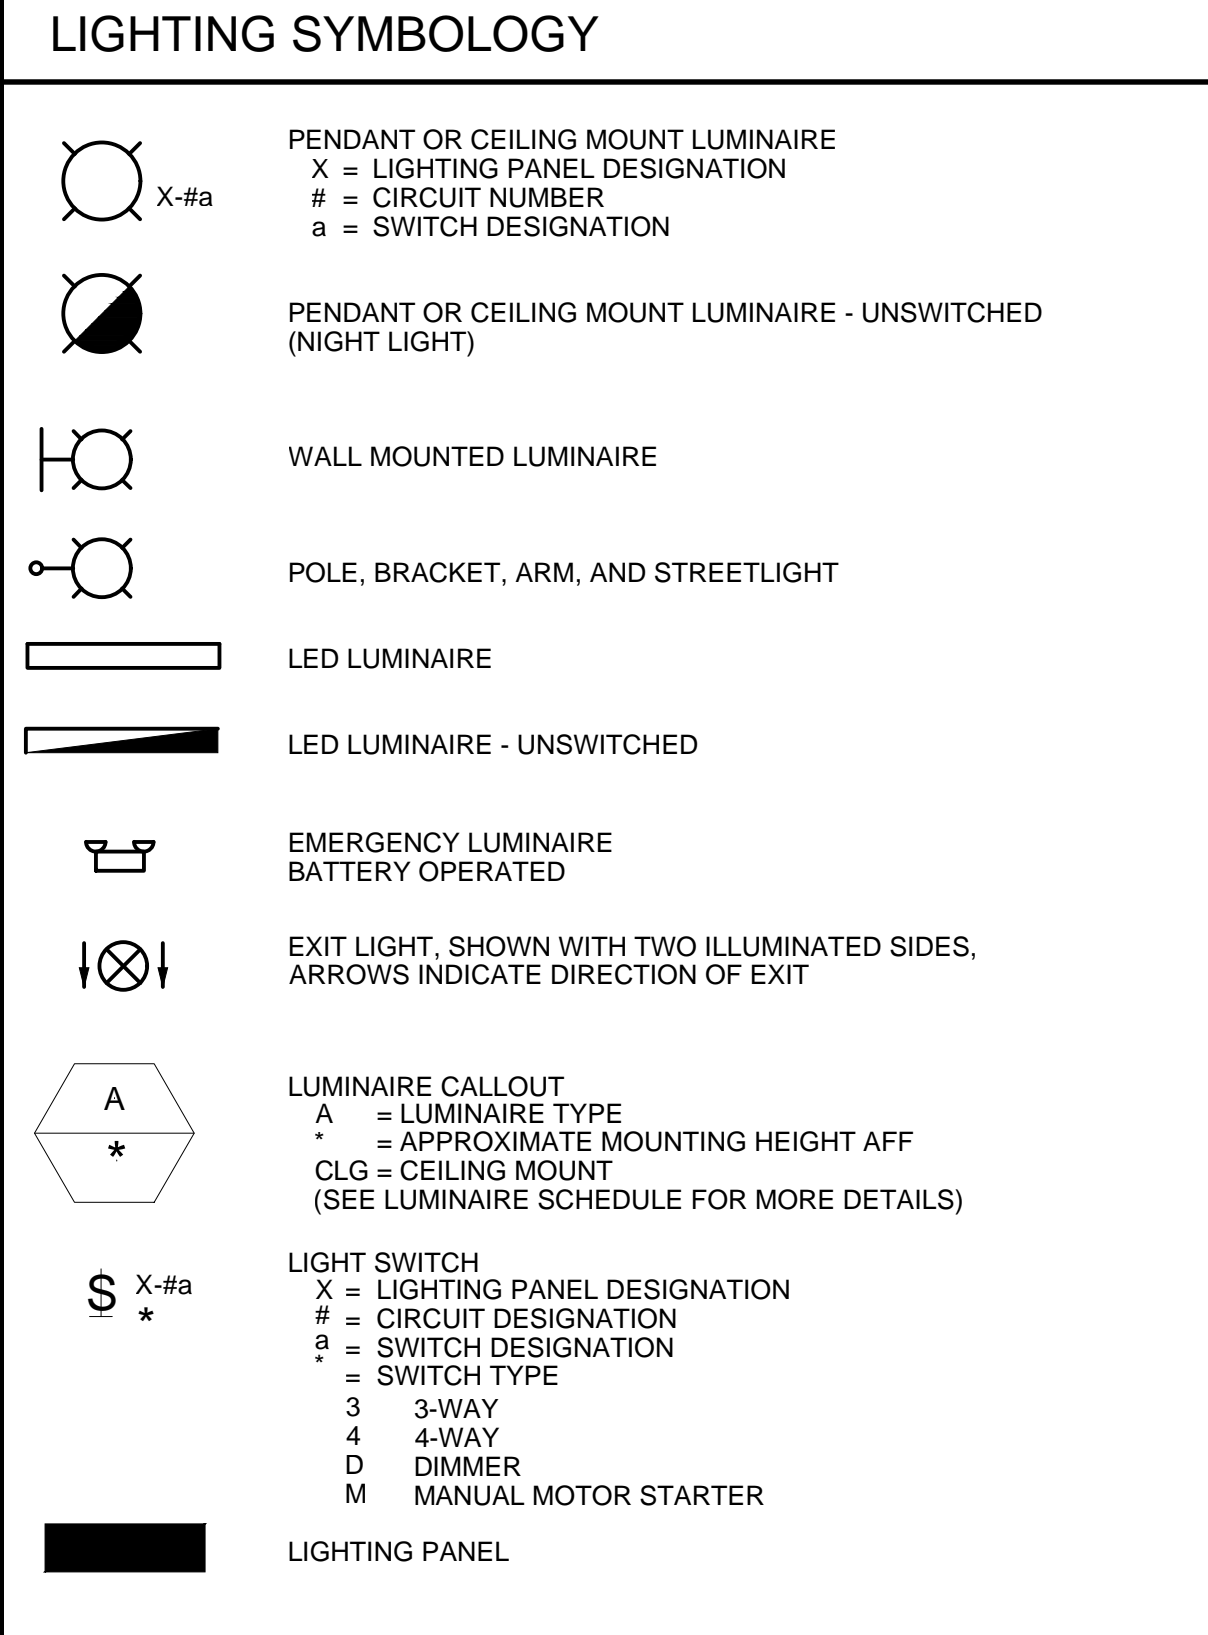 LIGHTING SYMBOLOGY
X-#a
PENDANT OR CEILING MOUNT LUMINAIRE
X = LIGHTING PANEL DESIGNATION
# = CIRCUIT NUMBER
a = SWITCH DESIGNATION
PENDANT OR CEILING MOUNT LUMINAIRE - UNSWITCHED
(NIGHT LIGHT)
WALL MOUNTED LUMINAIRE
POLE, BRACKET, ARM, AND STREETLIGHT
LED LUMINAIRE
LED LUMINAIRE - UNSWITCHED
EMERGENCY LUMINAIRE
BATTERY OPERATED
EXIT LIGHT, SHOWN WITH TWO ILLUMINATED SIDES,
ARROWS INDICATE DIRECTION OF EXIT
A
*
LUMINAIRE CALLOUT
A = LUMINAIRE TYPE
* = APPROXIMATE MOUNTING HEIGHT AFF
CLG = CEILING MOUNT
(SEE LUMINAIRE SCHEDULE FOR MORE DETAILS)
$ X-#a
*
LIGHT SWITCH
X = LIGHTING PANEL DESIGNATION
# = CIRCUIT DESIGNATION
a = SWITCH DESIGNATION
* = SWITCH TYPE
3 3-WAY
4 4-WAY
D DIMMER
M MANUAL MOTOR STARTER
LIGHTING PANEL